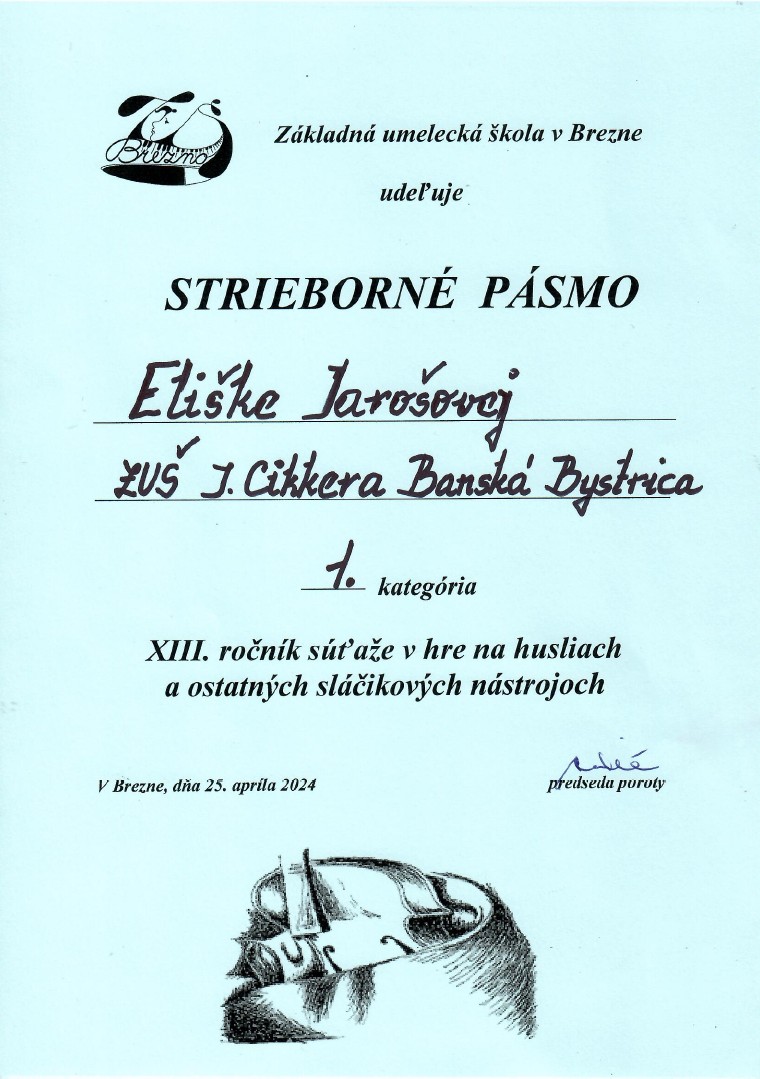 Brezno
Základná umelecká škola v Brezne
udeľuje
STRIEBORNÉ PÁSMO
Eliške Jarošovej
ZUŠ J. Cikkera Banská Bystrica
1. kategória
XIII. ročník súťaže v hre na husliach
a ostatných sláčikových nástrojoch
V Brezne, dňa 25. apríla 2024
predseda poroty